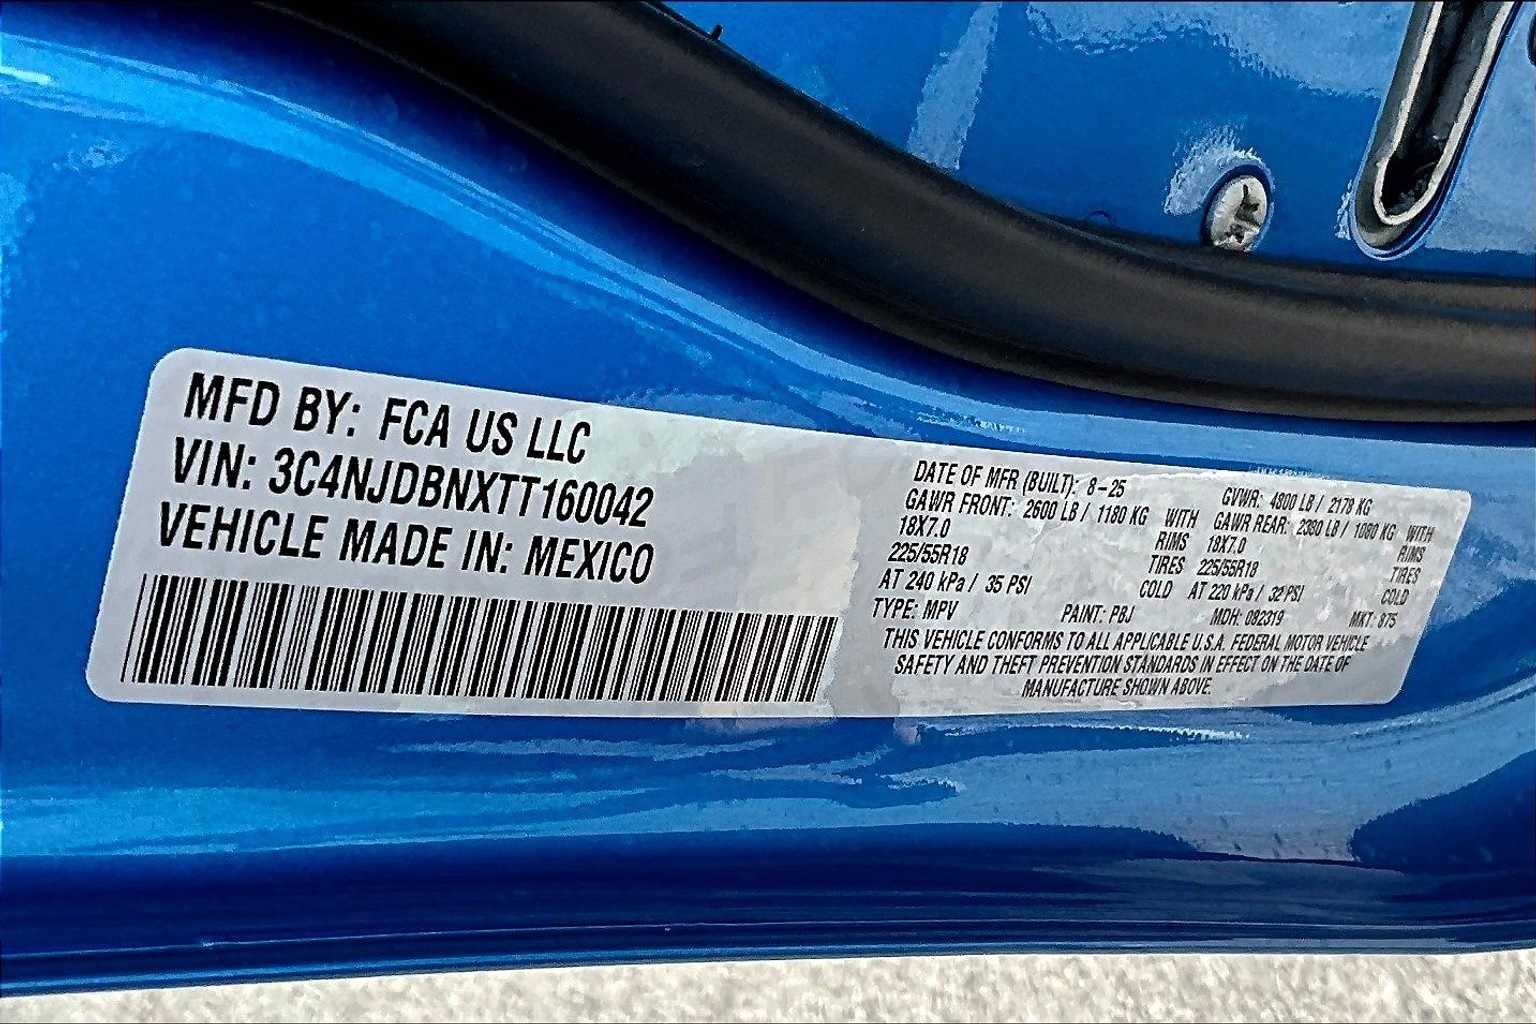 MFD BY: FCA US LLC
VIN: 3C4NJDBNXTT160042
VEHICLE MADE IN: MEXICO
DATE OF MFR (BUILT): 8-25 GVWR: 4800 LB / 2178 KG
GAWR FRONT: 2600 LB / 1180 KG WITH GAWR REAR: 2380 LB / 1080 KG WITH
18X7.0 RIMS 18X7.0 RIMS
225/55R18 TIRES 225/55R18 TIRES
AT 240 kPa / 35 PSI COLD AT 220 kPa / 32 PSI COLD
TYPE: MPV PAINT: PBJ MDH: 082319 MKT: 875
THIS VEHICLE CONFORMS TO ALL APPLICABLE U.S.A. FEDERAL MOTOR VEHICLE
SAFETY AND THEFT PREVENTION STANDARDS IN EFFECT ON THE DATE OF
MANUFACTURE SHOWN ABOVE.